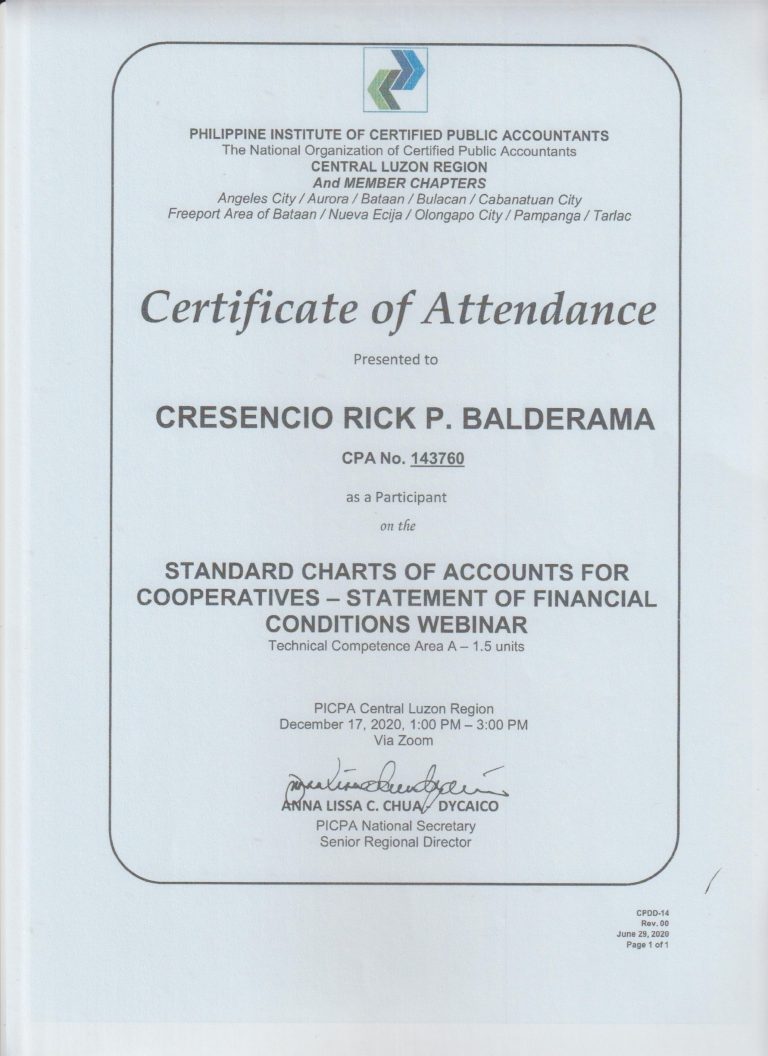 PHILIPPINE INSTITUTE OF CERTIFIED PUBLIC ACCOUNTANTS
The National Organization of Certified Public Accountants
CENTRAL LUZON REGION
And MEMBER CHAPTERS
Angeles City / Aurora / Bataan / Bulacan / Cabanatuan City
Freeport Area of Bataan / Nueva Ecija / Olongapo City / Pampanga / Tarlac
Certificate of Attendance
Presented to
CRESENCIO RICK P. BALDERAMA
CPA No. 143760
as a Participant
on the
STANDARD CHARTS OF ACCOUNTS FOR
COOPERATIVES – STATEMENT OF FINANCIAL
CONDITIONS WEBINAR
Technical Competence Area A – 1.5 units
PICPA Central Luzon Region
December 17, 2020, 1:00 PM – 3:00 PM
Via Zoom
ANNA LISSA C. CHUA- DYCAICO
PICPA National Secretary
Senior Regional Director
CPDD-14
Rev. 00
June 29, 2020
Page 1 of 1